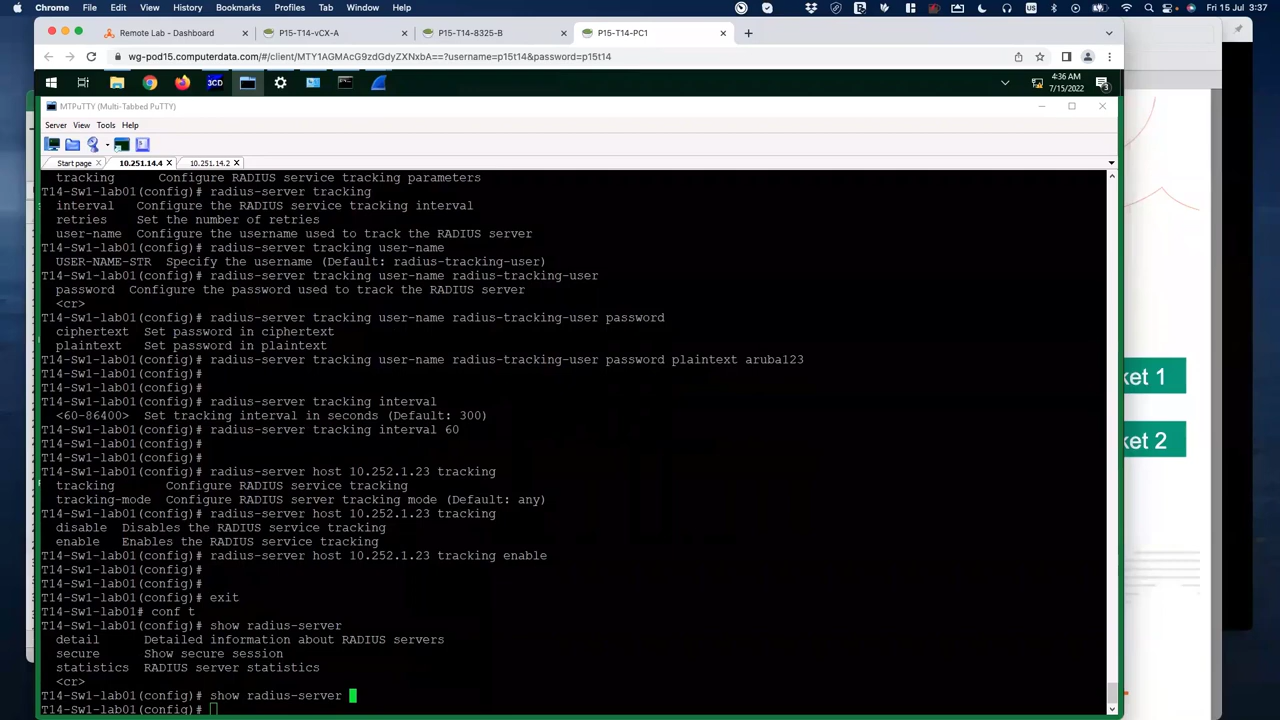 Chrome File Edit View History Bookmarks Profiles Tab Window Help Fri 15 Jul 3:37
Remote Lab - Dashboard P15-T14-vCX-A P15-T14-8325-B P15-T14-PC1
wg-pod15.computerdata.com/#/client/MTY1AGMAcG9zdGdyZXNxbA==?username=p15t14&password=p15t14
3CD 4:36 AM
7/15/2022 3
MTPuTTY (Multi-Tabbed PuTTY)
Server View Tools Help
Start page 10.251.14.4 10.251.14.2
tracking Configure RADIUS service tracking parameters
T14-SW1-lab01(config)# radius-server tracking
interval Configure the RADIUS service tracking interval
retries Set the number of retries
user-name Configure the username used to track the RADIUS server
T14-SW1-lab01(config)# radius-server tracking user-name
USER-NAME-STR Specify the username (Default: radius-tracking-user)
T14-SW1-lab01(config)# radius-server tracking user-name radius-tracking-user
password Configure the password used to track the RADIUS server
<cr>
T14-SW1-lab01(config)# radius-server tracking user-name radius-tracking-user password
ciphertext Set password in ciphertext
plaintext Set password in plaintext
T14-SW1-lab01(config)# radius-server tracking user-name radius-tracking-user password plaintext aruba123
T14-SW1-lab01(config)#
T14-SW1-lab01(config)#
T14-SW1-lab01(config)# radius-server tracking interval
<60-86400> Set tracking interval in seconds (Default: 300)
T14-SW1-lab01(config)# radius-server tracking interval 60
T14-SW1-lab01(config)#
T14-SW1-lab01(config)#
T14-SW1-lab01(config)# radius-server host 10.252.1.23 tracking
tracking Configure RADIUS service tracking
tracking-mode Configure RADIUS server tracking mode (Default: any)
T14-SW1-lab01(config)# radius-server host 10.252.1.23 tracking
disable Disables the RADIUS service tracking
enable Enables the RADIUS service tracking
T14-SW1-lab01(config)# radius-server host 10.252.1.23 tracking enable
T14-SW1-lab01(config)#
T14-SW1-lab01(config)#
T14-SW1-lab01(config)# exit
T14-SW1-lab01# conf t
T14-SW1-lab01(config)# show radius-server
detail Detailed information about RADIUS servers
secure Show secure session
statistics RADIUS server statistics
<cr>
T14-SW1-lab01(config)# show radius-server
T14-SW1-lab01(config)#
ket 1
ket 2